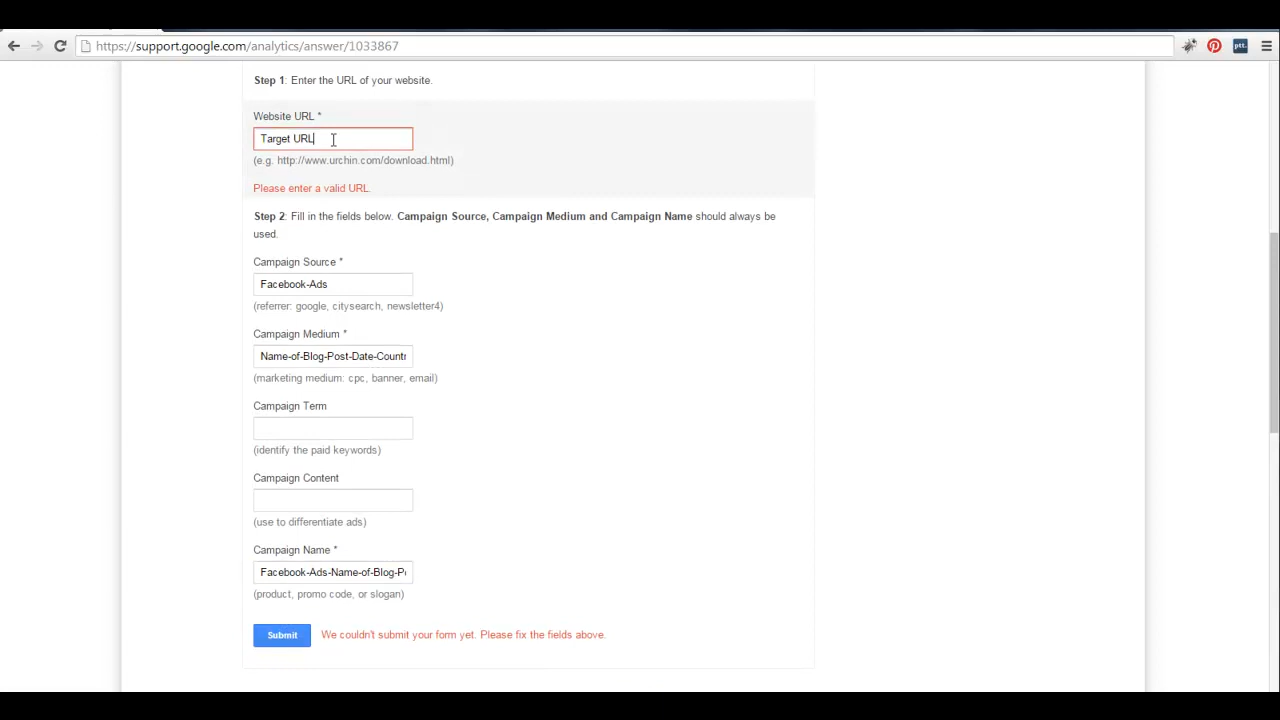 https://support.google.com/analytics/answer/1033867
ptt.
Step 1: Enter the URL of your website.
Website URL *
Target URL
(e.g. http://www.urchin.com/download.html)
Please enter a valid URL.
Step 2: Fill in the fields below. Campaign Source, Campaign Medium and Campaign Name should always be
used.
Campaign Source *
Facebook-Ads
(referrer: google, citysearch, newsletter4)
Campaign Medium *
Name-of-Blog-Post-Date-Countr
(marketing medium: cpc, banner, email)
Campaign Term
(identify the paid keywords)
Campaign Content
(use to differentiate ads)
Campaign Name *
Facebook-Ads-Name-of-Blog-P
(product, promo code, or slogan)
Submit We couldn't submit your form yet. Please fix the fields above.